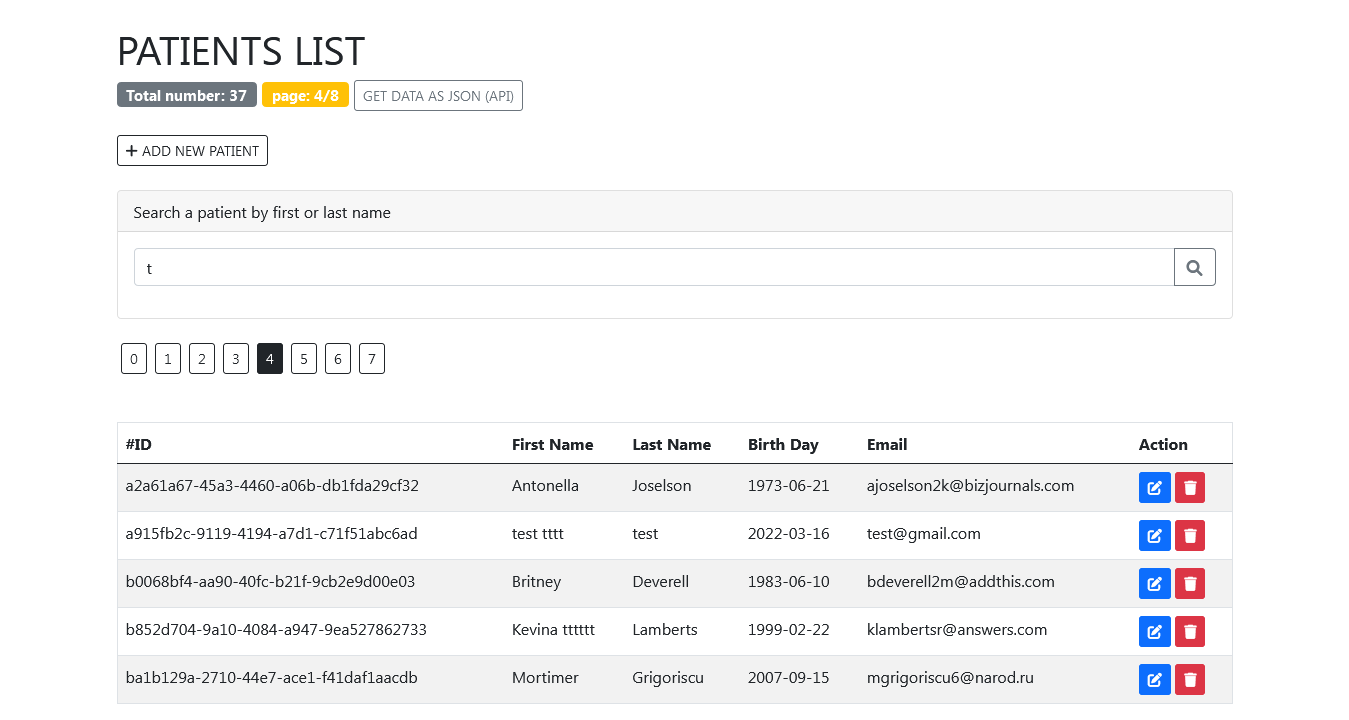 PATIENTS LIST
Total number: 37 page: 4/8 GET DATA AS JSON (API)
ADD NEW PATIENT
Search a patient by first or last name
t
0 1 2 3 4 5 6 7
#ID First Name Last Name Birth Day Email Action
a2a61a67-45a3-4460-a06b-db1fda29cf32 Antonella Joselson 1973-06-21 ajoselson2k@bizjournals.com
a915fb2c-9119-4194-a7d1-c71f51abc6ad test tttt test 2022-03-16 test@gmail.com
b0068bf4-aa90-40fc-b21f-9cb2e9d00e03 Britney Deverell 1983-06-10 bdeverell2m@addthis.com
b852d704-9a10-4084-a947-9ea527862733 Kevina tttttt Lamberts 1999-02-22 klambertsr@answers.com
ba1b129a-2710-44e7-ace1-f41daf1aacdb Mortimer Grigoriscu 2007-09-15 mgrigoriscu6@narod.ru